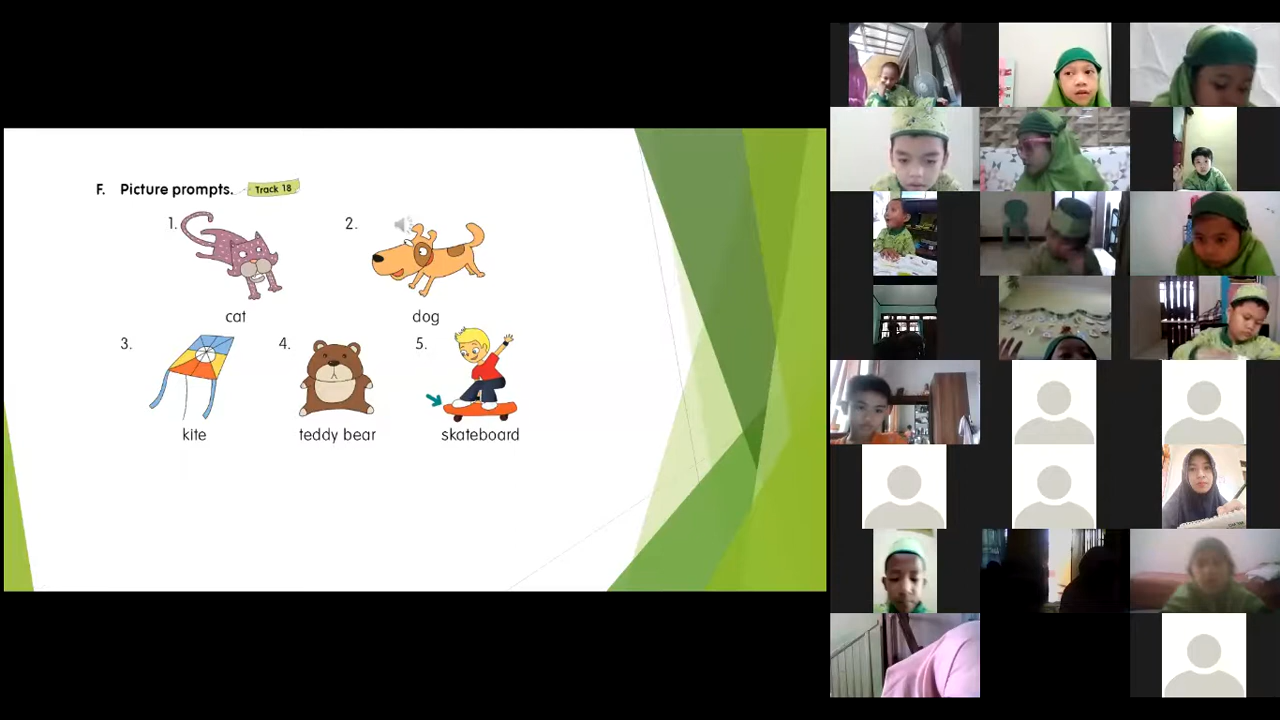 F. Picture prompts. Track 18
1. 2.
cat dog
3. 4. 5.
kite teddy bear skateboard